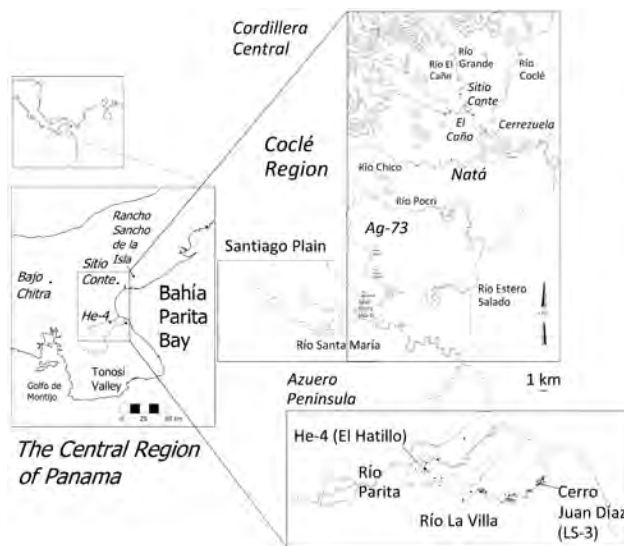 Cordillera
Central
Río
Grande
Río El
Caño
Río
Coclé
Sitio
Conte
El
Caño
Cerrezuela
Coclé
Region
Río Chico
Natá
Río Pocrí
Ag-73
Rancho
Sancho
de la
Isla
Santiago Plain
Sitio
Conte
Bajo
Chitra
Bahía
Parita
Bay
He-4
Río Estero
Salado
Río Santa María
Tonosí
Valley
Golfo de
Montijo
Azuero
Península
1 km
The Central Region
of Panama
He-4 (El Hatillo)
Río
Parita
Río La Villa
Cerro
Juan Díaz
(LS-3)